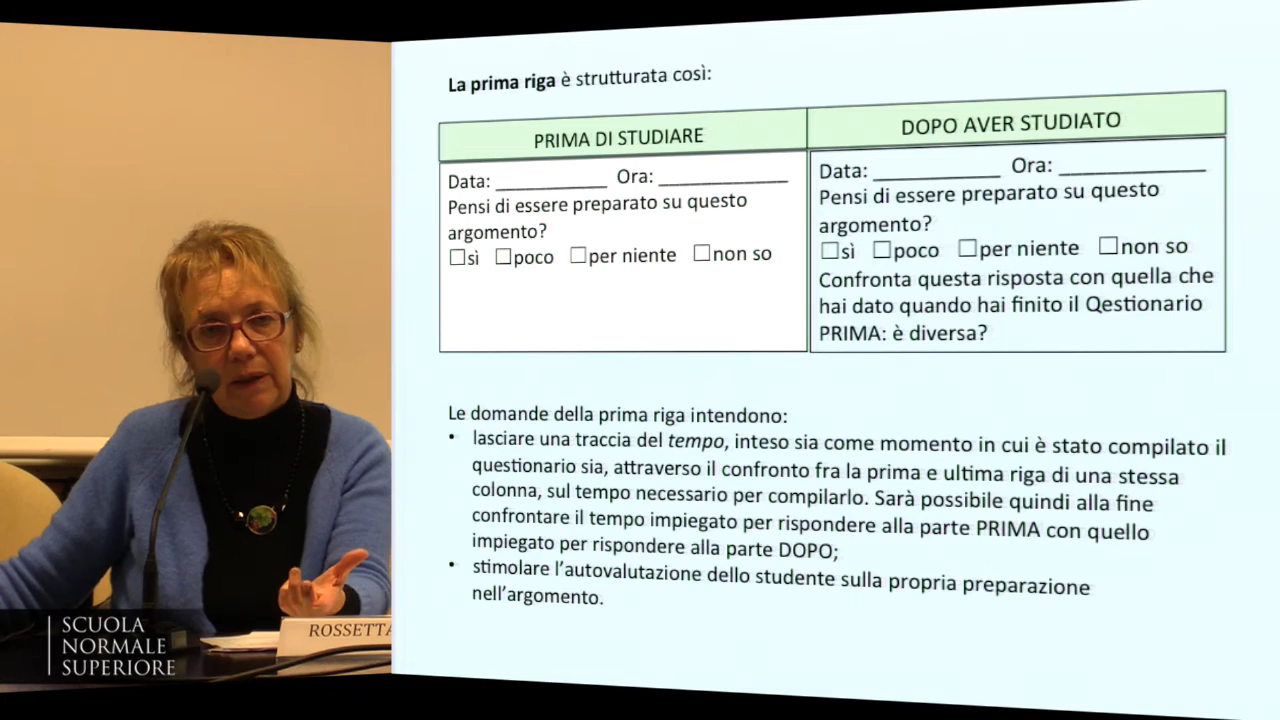 La prima riga è strutturata così:
PRIMA DI STUDIARE
DOPO AVER STUDIATO
Data: ___________ Ora: _____________
Pensi di essere preparato su questo
argomento?
☐sì ☐poco ☐per niente ☐non so
Data: ____________ Ora: ______________
Pensi di essere preparato su questo
argomento?
☐sì ☐poco ☐per niente ☐non so
Confronta questa risposta con quella che
hai dato quando hai finito il Qestionario
PRIMA: è diversa?
Le domande della prima riga intendono:
• lasciare una traccia del tempo, inteso sia come momento in cui è stato compilato il
questionario sia, attraverso il confronto fra la prima e ultima riga di una stessa
colonna, sul tempo necessario per compilarlo. Sarà possibile quindi alla fine
confrontare il tempo impiegato per rispondere alla parte PRIMA con quello
impiegato per rispondere alla parte DOPO;
• stimolare l'autovalutazione dello studente sulla propria preparazione
nell'argomento.
SCUOLA
NORMALE
SUPERIORE
ROSSETTA